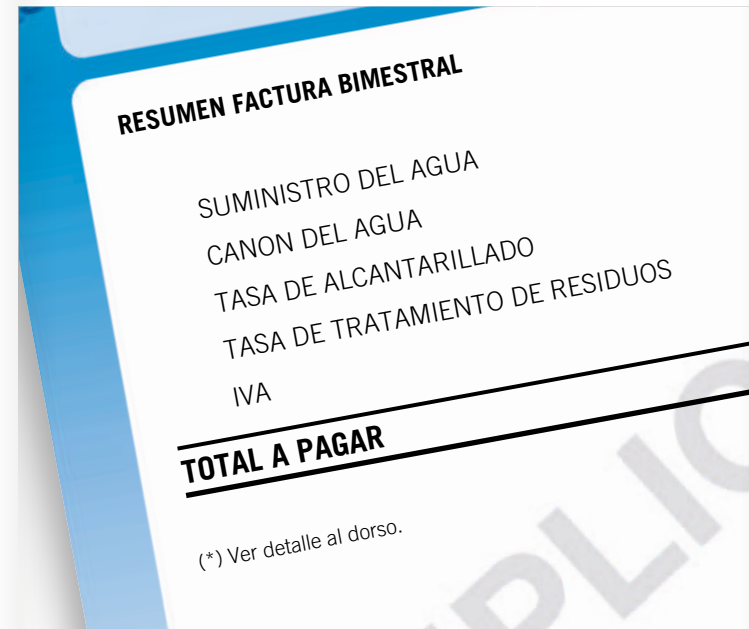 RESUMEN FACTURA BIMESTRAL
SUMINISTRO DEL AGUA
CANON DEL AGUA
TASA DE ALCANTARILLADO
TASA DE TRATAMIENTO DE RESIDUOS
IVA
TOTAL A PAGAR
(*) Ver detalle al dorso.